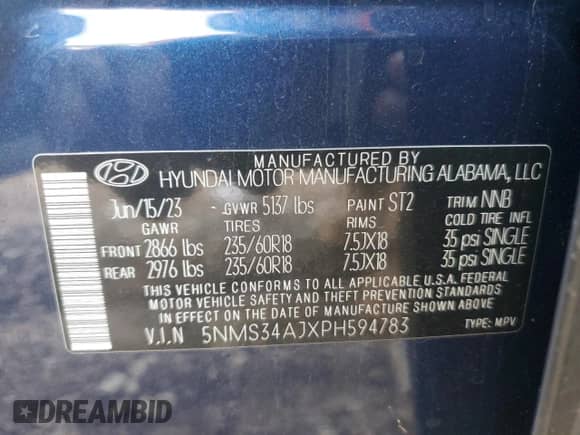 MANUFACTURED BY
HYUNDAI MOTOR MANUFACTURING ALABAMA, LLC
Jun/15/23 GVWR 5137 lbs PAINT ST2 TRIM NNB
GAWR TIRES RIMS COLD TIRE INFL
FRONT 2866 lbs 235/60R18 7.5JX18 35 psi SINGLE
REAR 2976 lbs 235/60R18 7.5JX18 35 psi SINGLE
THIS VEHICLE CONFORMS TO ALL APPLICABLE U.S.A. FEDERAL
MOTOR VEHICLE SAFETY AND THEFT PREVENTION STANDARDS
IN EFFECT ON THE DATE OF MANUFACTURE SHOWN ABOVE.
V.I.N 5NMS34AJXPH594783 TYPE: MPV
DREAMBID